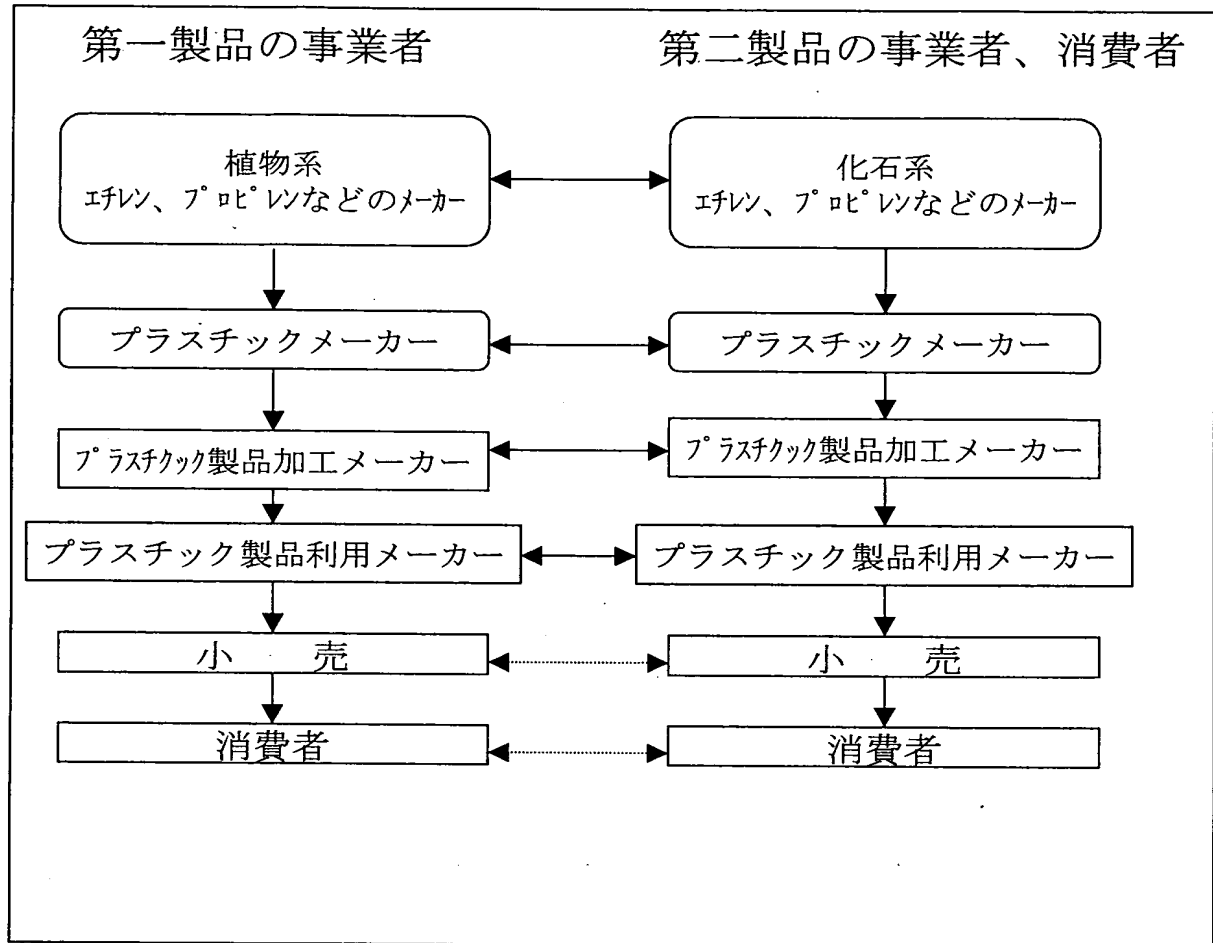 第一製品の事業者
第二製品の事業者、消費者
植物系
ｴﾁﾚﾝ、ﾌﾟﾛﾋﾟﾚﾝなどのﾒｰｶｰ
化石系
ｴﾁﾚﾝ、ﾌﾟﾛﾋﾟﾚﾝなどのﾒｰｶｰ
プラスチックメーカー
プラスチックメーカー
ﾌﾟﾗｽﾁｸｯｸ製品加工メーカー
ﾌﾟﾗｽﾁｸｯｸ製品加工メーカー
プラスチック製品利用メーカー
プラスチック製品利用メーカー
小　売
小　売
消費者
消費者